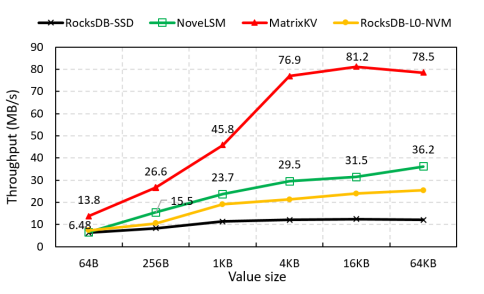 RocksDB-SSD NoveLSM MatrixKV RocksDB-L0-NVM
90
80
70
60
50
40
30
20
10
0
Throughput (MB/s)
13.8 26.6 45.8 76.9 81.2 78.5
6.48 15.5 23.7 29.5 31.5 36.2
64B 256B 1KB 4KB 16KB 64KB
Value size